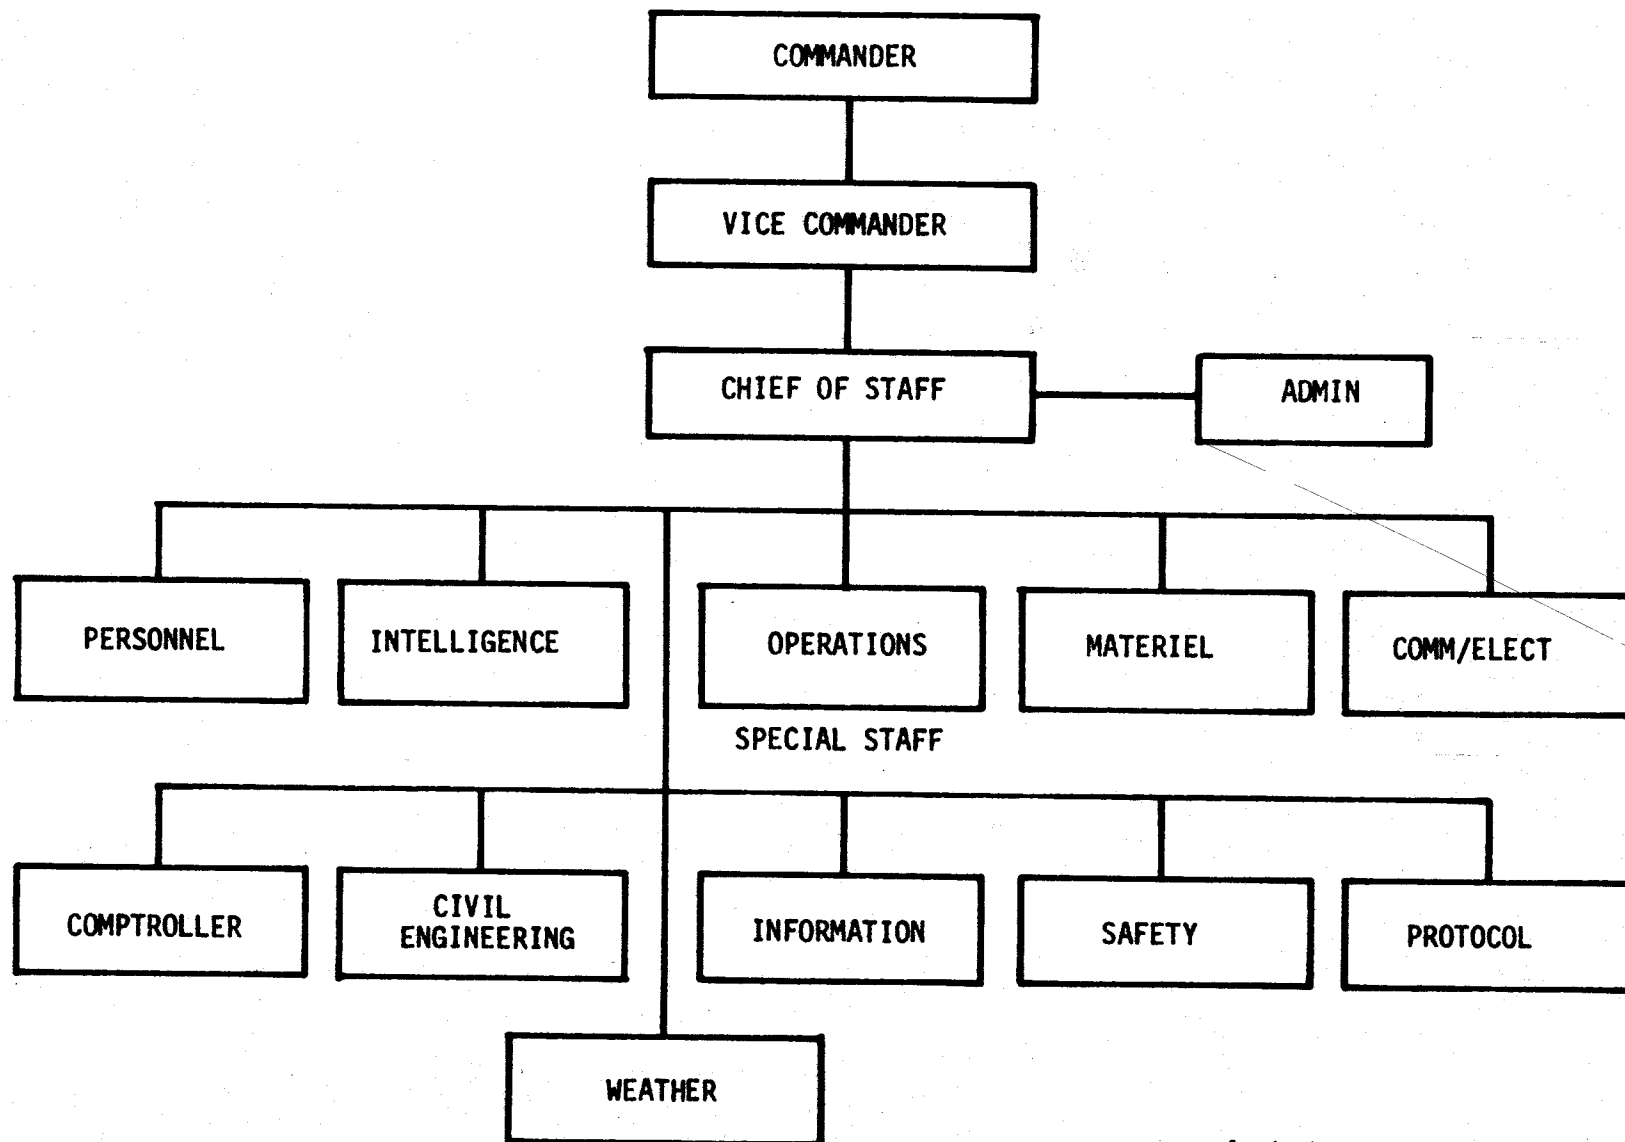 COMMANDER
VICE COMMANDER
CHIEF OF STAFF
ADMIN
PERSONNEL
INTELLIGENCE
OPERATIONS
MATERIEL
COMM/ELECT
SPECIAL STAFF
COMPTROLLER
CIVIL
ENGINEERING
INFORMATION
SAFETY
PROTOCOL
WEATHER